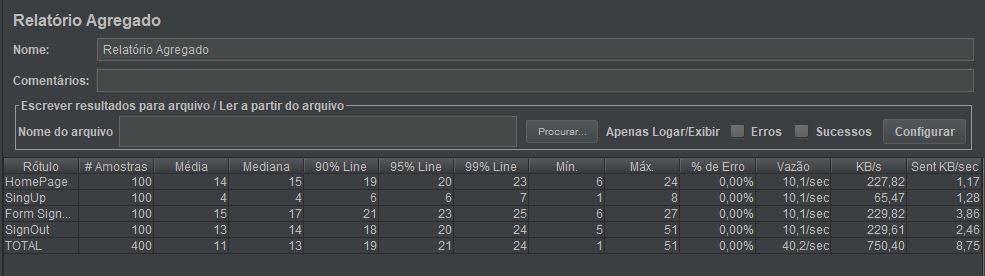 Relatório Agregado
Nome: Relatório Agregado
Comentários:
Escrever resultados para arquivo / Ler a partir do arquivo
Nome do arquivo Procurar... Apenas Logar/Exibir Erros Sucessos Configurar
Rótulo # Amostras Média Mediana 90% Line 95% Line 99% Line Mín. Máx. % de Erro Vazão KB/s Sent KB/sec
HomePage 100 14 15 19 20 23 6 24 0,00% 10,1/sec 227,82 1,17
SingUp 100 4 4 6 6 7 1 8 0,00% 10,1/sec 65,47 1,28
Form Sign... 100 15 17 21 23 25 6 27 0,00% 10,1/sec 229,82 3,86
SignOut 100 13 14 18 20 24 5 51 0,00% 10,1/sec 229,61 2,46
TOTAL 400 11 13 19 21 24 1 51 0,00% 40,2/sec 750,40 8,75